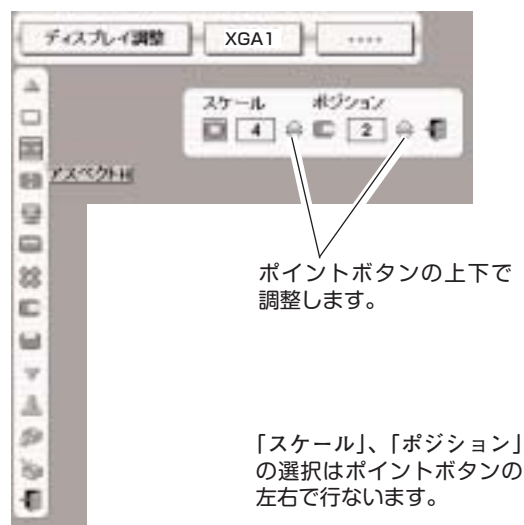 ディスプレイ調整 XGA1 ----
スケール ポジション
4 2
アスペクト比
ポイントボタンの上下で
調整します。
「スケール」、「ポジション」
の選択はポイントボタンの
左右で行ないます。